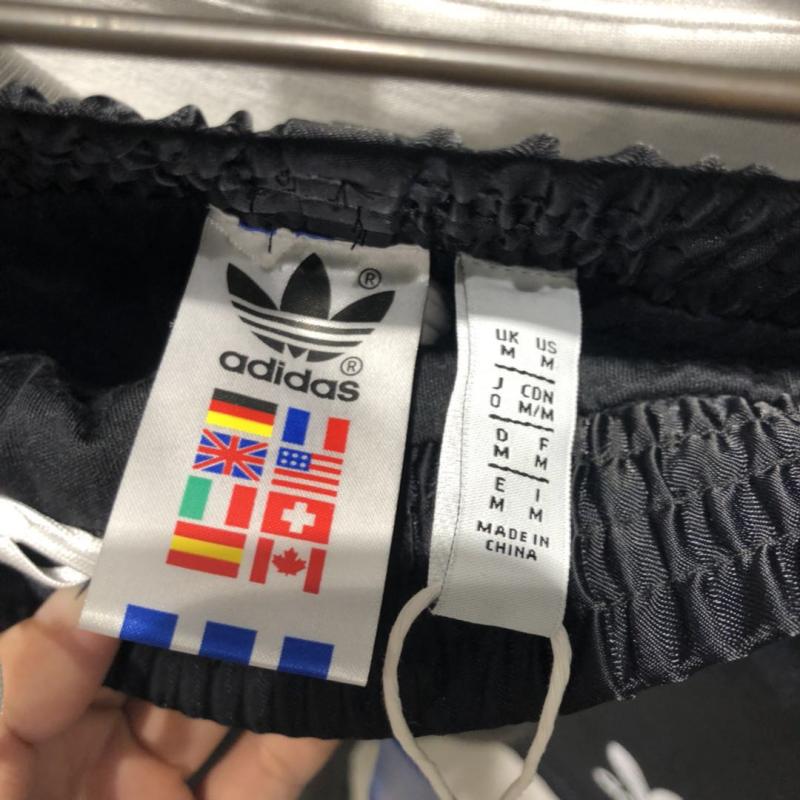 ®
®
adidas
UK US
M M
J CDN
O M/M
D F
M M
E I
M M
MADE IN
CHINA